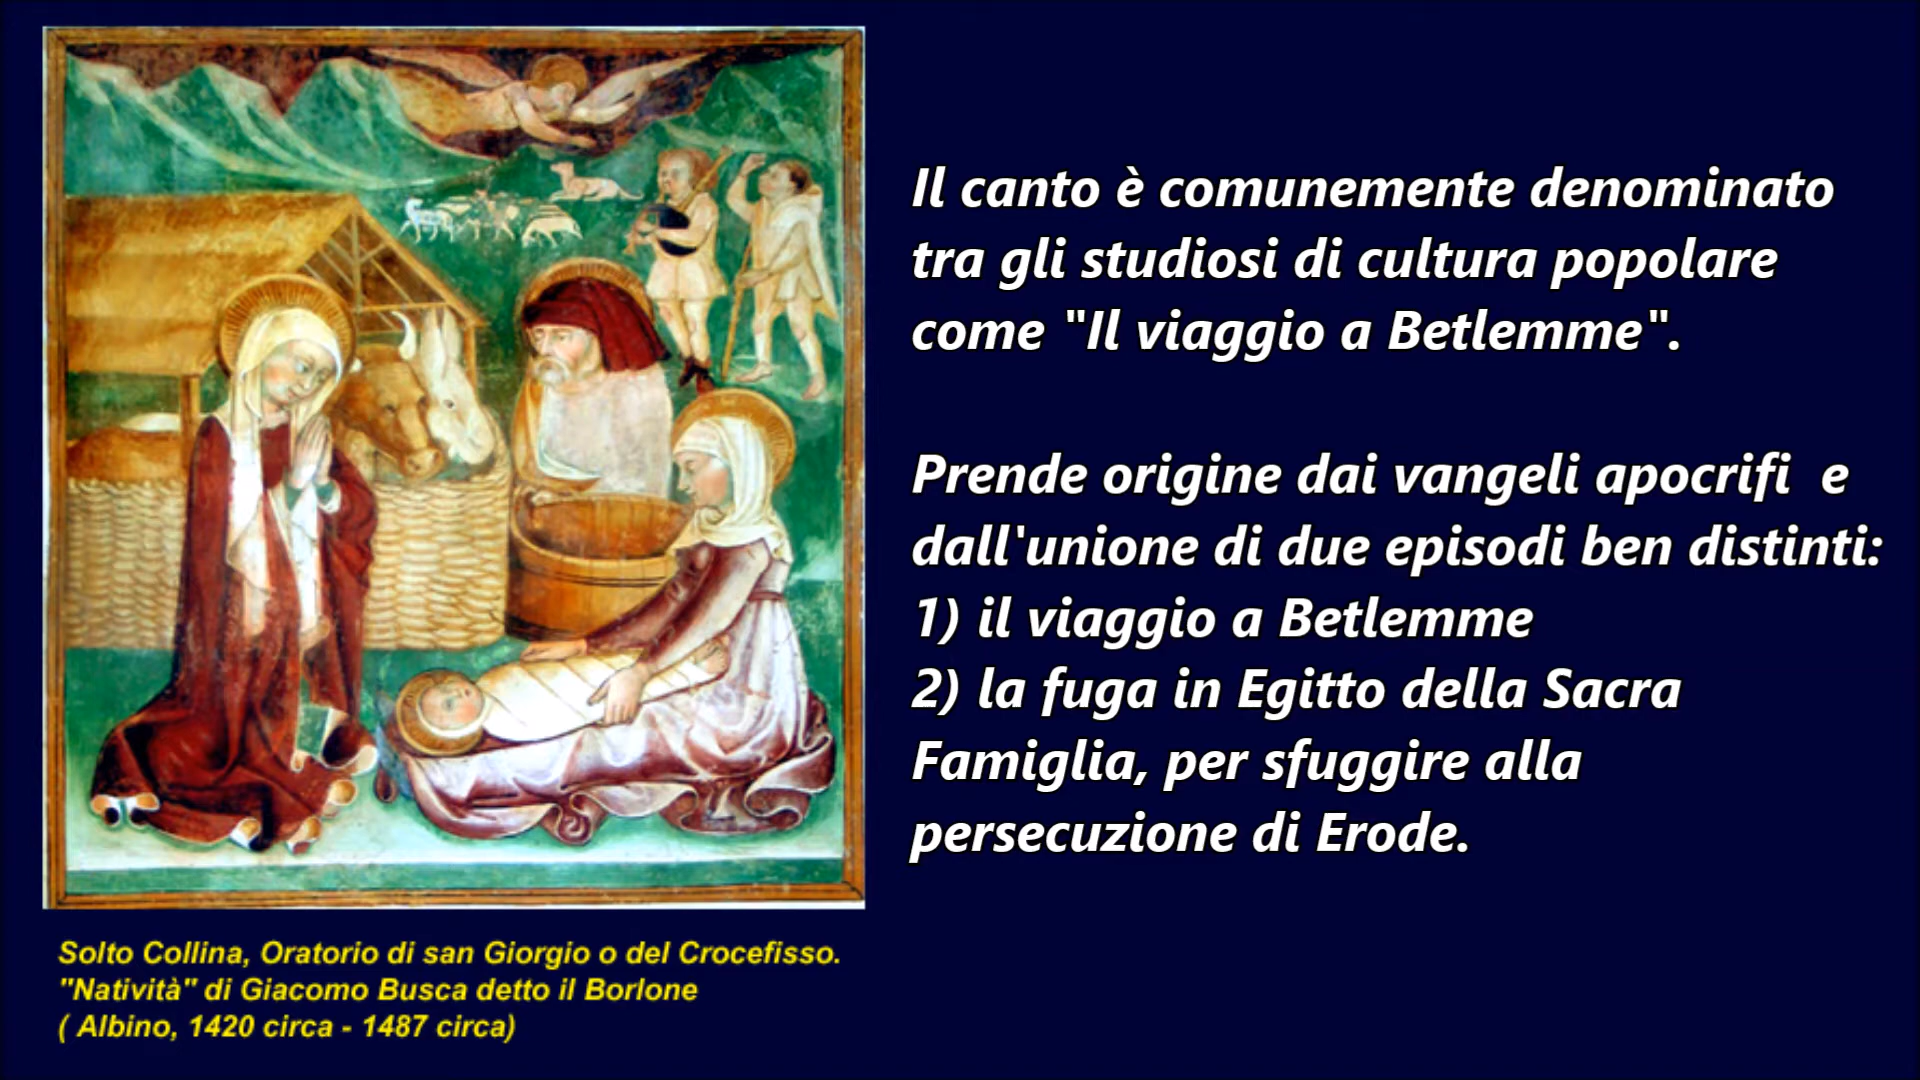 Il canto è comunemente denominato
tra gli studiosi di cultura popolare
come "Il viaggio a Betlemme".
Prende origine dai vangeli apocrifi  e
dall'unione di due episodi ben distinti:
1) il viaggio a Betlemme
2) la fuga in Egitto della Sacra
Famiglia, per sfuggire alla
persecuzione di Erode.
Solto Collina, Oratorio di san Giorgio o del Crocefisso.
"Natività" di Giacomo Busca detto il Borlone
( Albino, 1420 circa - 1487 circa)